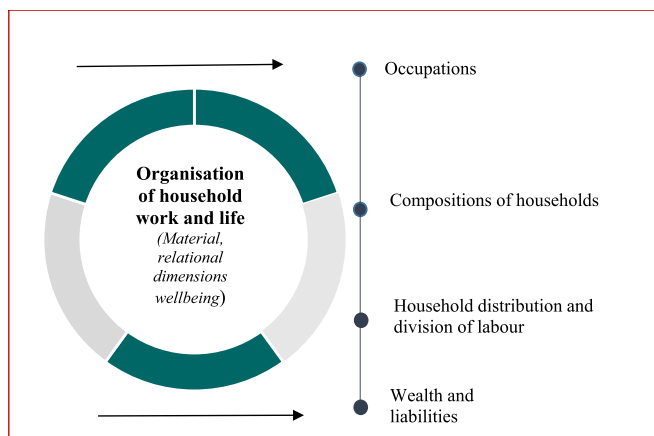 Organisation
of household
work and life
(Material,
relational
dimensions
wellbeing)
Occupations
Compositions of households
Household distribution and
division of labour
Wealth and
liabilities